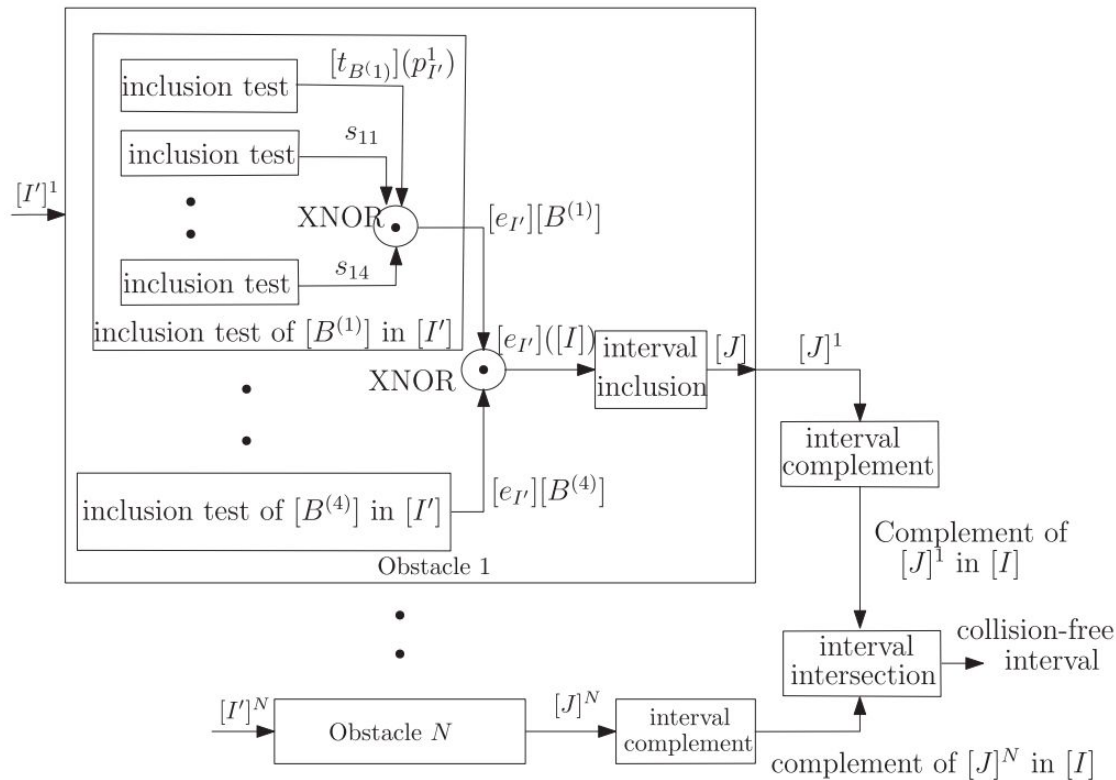 [t_{B^{(1)}}](p^1_{I'})
inclusion test
s_{11}
inclusion test
[I']^1
XNOR
[e_{I'}][B^{(1)}]
s_{14}
inclusion test
inclusion test of [B^{(1)}] in [I']
[e_{I'}]([I])
interval
inclusion
[J]
[J]^1
XNOR
interval
complement
[e_{I'}][B^{(4)}]
inclusion test of [B^{(4)}] in [I']
Obstacle 1
Complement of
[J]^1 in [I]
collision-free
interval
interval
intersection
[I']^N
Obstacle N
[J]^N
interval
complement
complement of [J]^N in [I]